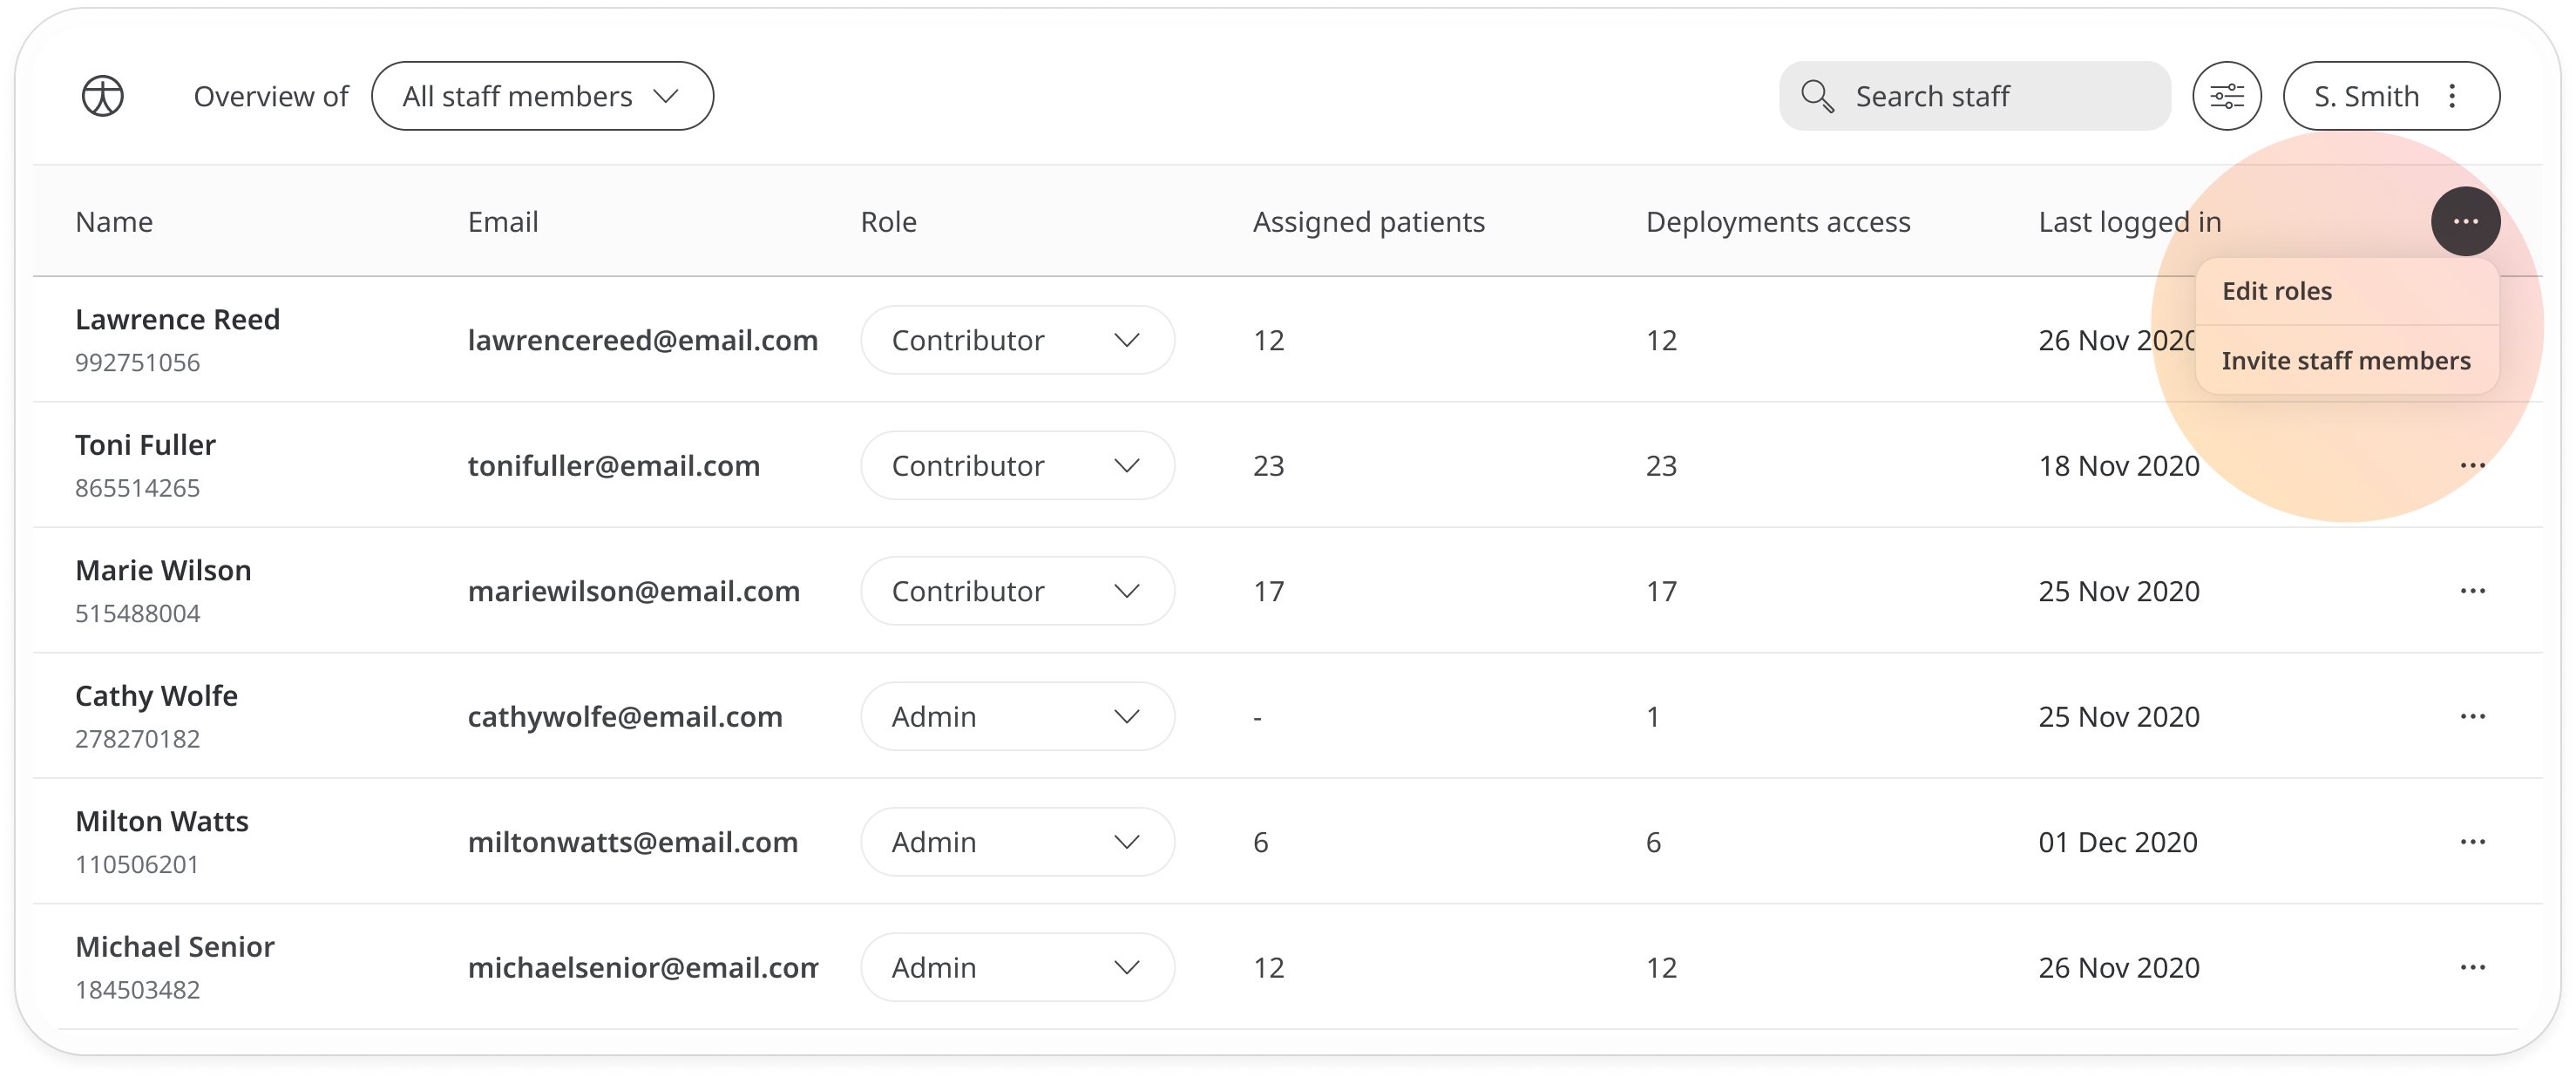 Overview of All staff members Search staff S. Smith
Name Email Role Assigned patients Deployments access Last logged in
Edit roles
Invite staff members
Lawrence Reed
992751056
lawrencereed@email.com Contributor 12 12 26 Nov 2020
Toni Fuller
865514265
tonifuller@email.com Contributor 23 23 18 Nov 2020
Marie Wilson
515488004
mariewilson@email.com Contributor 17 17 25 Nov 2020
Cathy Wolfe
278270182
cathywolfe@email.com Admin - 1 25 Nov 2020
Milton Watts
110506201
miltonwatts@email.com Admin 6 6 01 Dec 2020
Michael Senior
184503482
michaelsenior@email.com Admin 12 12 26 Nov 2020